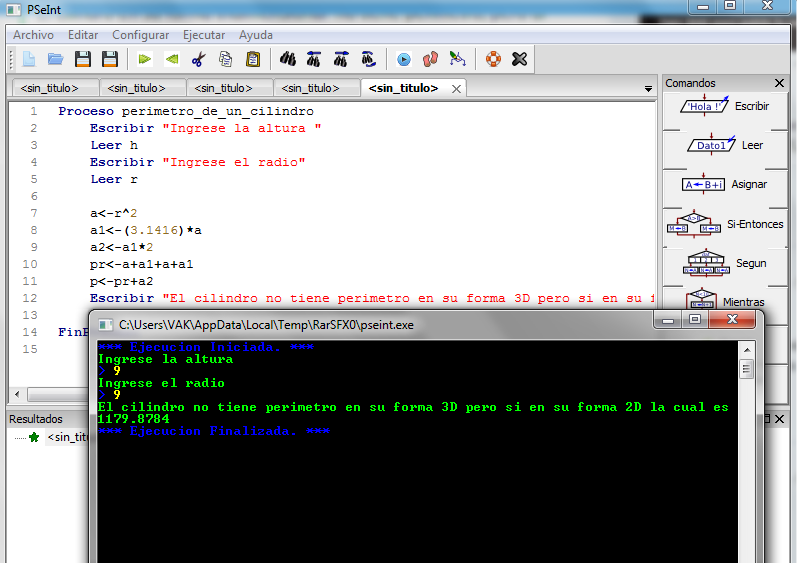 PSeInt
Archivo Editar Configurar Ejecutar Ayuda
<sin_titulo> <sin_titulo> <sin_titulo> <sin_titulo> <sin_titulo>
1 Proceso perimetro_de_un_cilindro
2 Escribir "Ingrese la altura "
3 Leer h
4 Escribir "Ingrese el radio"
5 Leer r
6
7 a<-r^2
8 a1<-(3.1416)*a
9 a2<-a1*2
10 pr<-a+a1+a+a1
11 p<-pr+a2
12 Escribir "El cilindro no tiene perimetro en su forma 3D pero si en su f
13
14 FinP
15
Comandos
'Hola !' Escribir
Dato1 Leer
A B+i Asignar
A>B Si-Entonces
Segun
Mientras
Resultados
<sin_titu
C:\Users\VAK\AppData\Local\Temp\RarSFX0\pseint.exe
*** Ejecucion Iniciada. ***
Ingrese la altura
> 9
Ingrese el radio
> 9
El cilindro no tiene perimetro en su forma 3D pero si en su forma 2D la cual es
1179.8784
*** Ejecucion Finalizada. ***